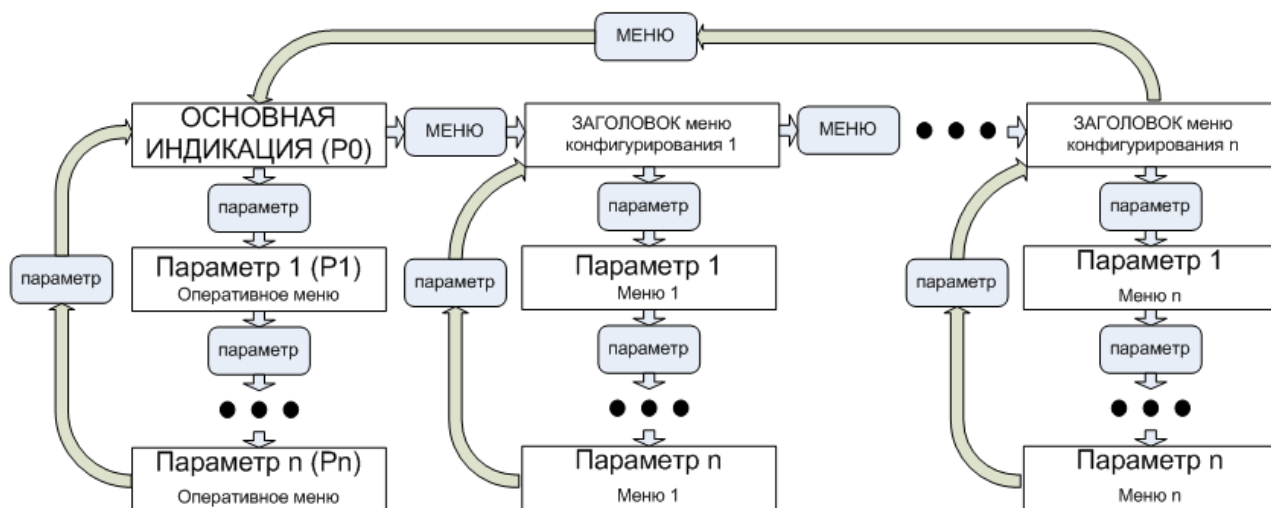 МЕНЮ
ОСНОВНАЯ
ИНДИКАЦИЯ (P0)
МЕНЮ
ЗАГОЛОВОК меню
конфигурирования 1
МЕНЮ
ЗАГОЛОВОК меню
конфигурирования n
параметр
параметр
параметр
параметр
Параметр 1 (P1)
Оперативное меню
параметр
Параметр 1
Меню 1
параметр
Параметр 1
Меню n
параметр
параметр
параметр
Параметр n (Pn)
Оперативное меню
Параметр n
Меню 1
Параметр n
Меню n